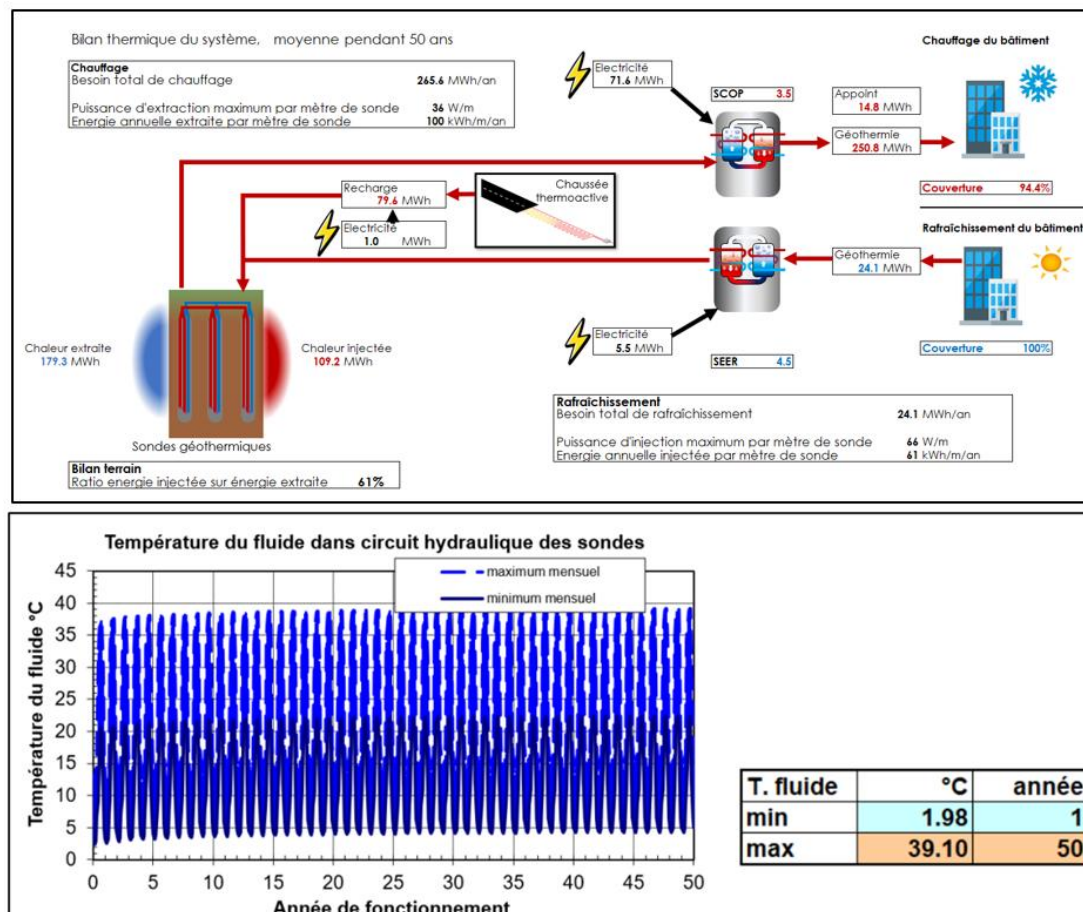 Bilan thermique du système, moyenne pendant 50 ans
Chauffage
Besoin total de chauffage 265.6 MWh/an
Puissance d'extraction maximum par mètre de sonde 36 W/m
Energie annuelle extraite par mètre de sonde 100 kWh/m/an
Electricité
71.6 MWh
SCOP 3.5
Appoint
14.8 MWh
Géothermie
250.8 MWh
Chauffage du bâtiment
Couverture 94.4%
Recharge
79.6 MWh
Electricité
1.0 MWh
Chaussée
thermoactive
Rafraîchissement du bâtiment
Géothermie
24.1 MWh
Electricité
5.5 MWh
SEER 4.5
Couverture 100%
Chaleur extraite
179.3 MWh
Chaleur injectée
109.2 MWh
Sondes géothermiques
Rafraîchissement
Besoin total de rafraîchissement 24.1 MWh/an
Puissance d'injection maximum par mètre de sonde 66 W/m
Energie annuelle injectée par mètre de sonde 61 kWh/m/an
Bilan terrain
Ratio energie injectée sur énergie extraite 61%
Température du fluide dans circuit hydraulique des sondes
maximum mensuel
minimum mensuel
Température du fluide °C
45
40
35
30
25
20
15
10
5
0
0 5 10 15 20 25 30 35 40 45 50
Année de fonctionnement
T. fluide °C année
min 1.98 1
max 39.10 50